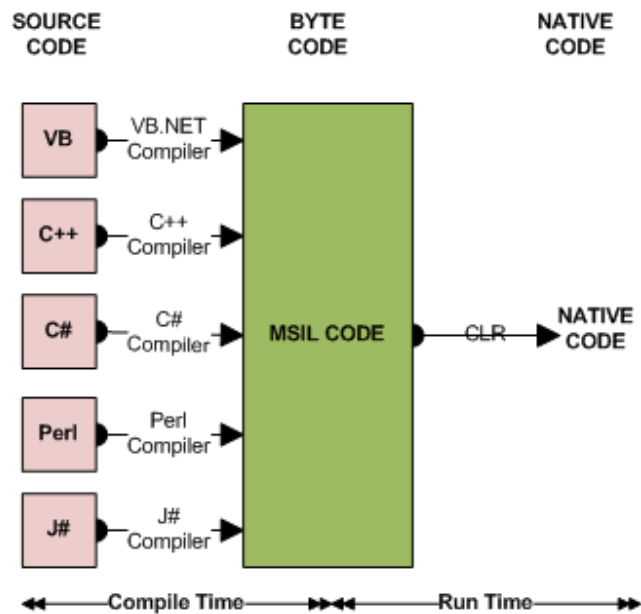 SOURCE CODE
BYTE CODE
NATIVE CODE
VB
VB.NET Compiler
C++
C++ Compiler
C#
C# Compiler
MSIL CODE
CLR
NATIVE CODE
Perl
Perl Compiler
J#
J# Compiler
Compile Time
Run Time